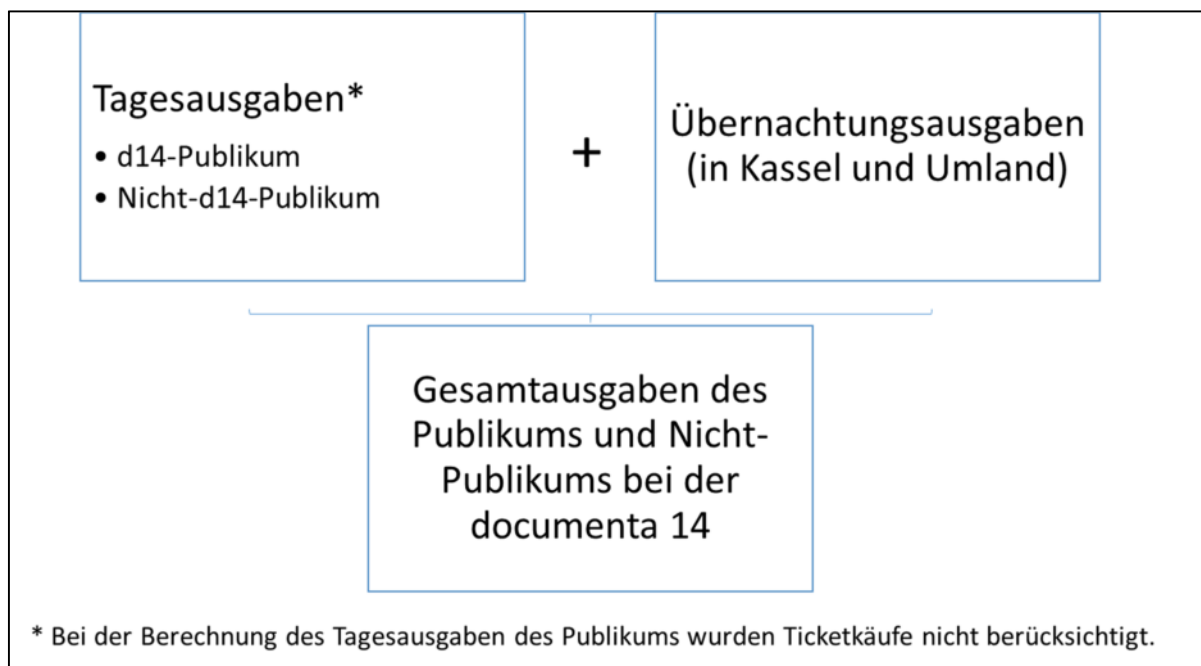 Tagesausgaben*
• d14-Publikum
• Nicht-d14-Publikum
+
Übernachtungsausgaben
(in Kassel und Umland)
Gesamtausgaben des
Publikums und Nicht-
Publikums bei der
documenta 14
* Bei der Berechnung des Tagesausgaben des Publikums wurden Ticketkäufe nicht berücksichtigt.